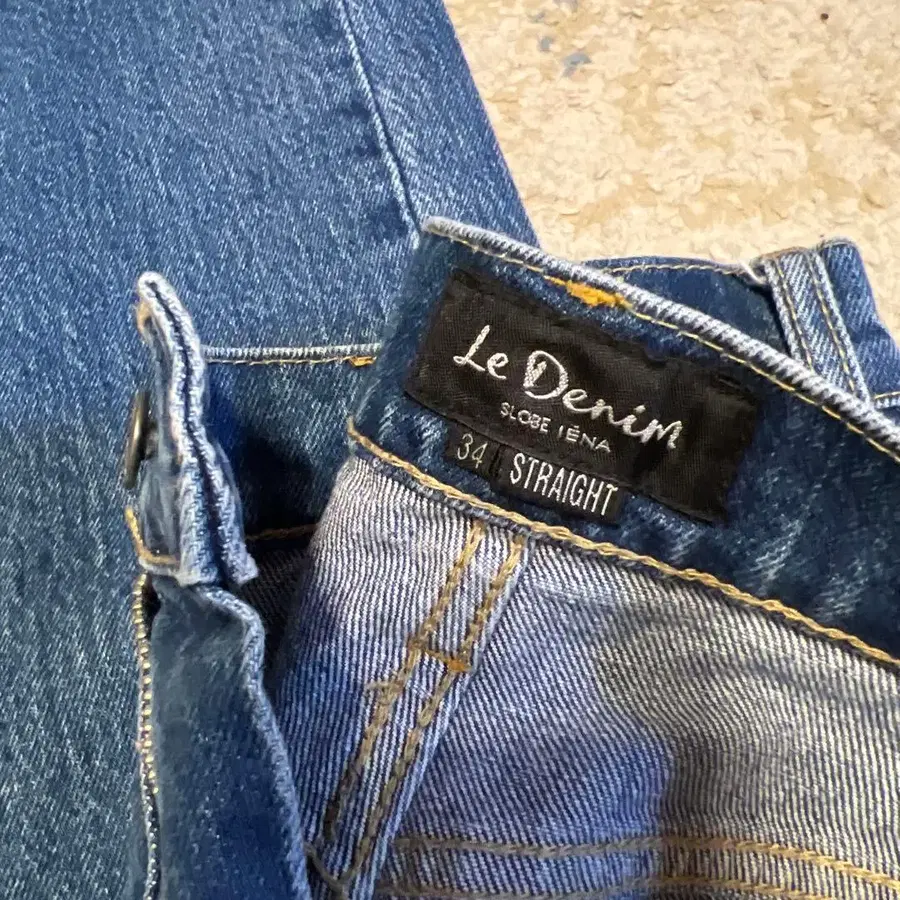 Le Denim
SLOBE IÉNA
34 STRAIGHT